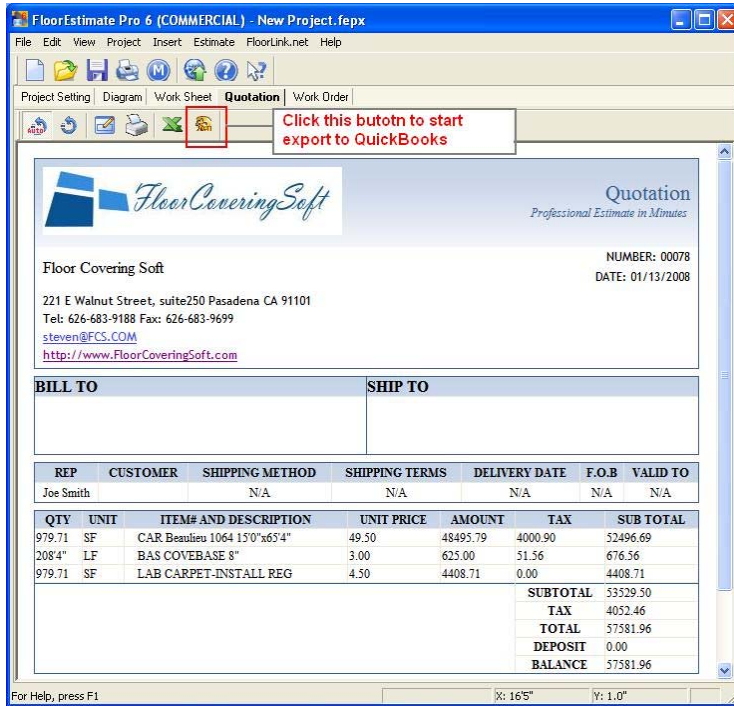 FloorEstimate Pro 6 (COMMERCIAL) - New Project.fepx
File Edit View Project Insert Estimate FloorLink.net Help
Project Setting Diagram Work Sheet Quotation Work Order
AUTO
Click this butotn to start
export to QuickBooks
FloorCoveringSoft
Quotation
Professional Estimate in Minutes
Floor Covering Soft
NUMBER: 00078
DATE: 01/13/2008
221 E Walnut Street, suite250 Pasadena CA 91101
Tel: 626-683-9188 Fax: 626-683-9699
steven@FCS.COM
http://www.FloorCoveringSoft.com
BILL TO SHIP TO
REP CUSTOMER SHIPPING METHOD SHIPPING TERMS DELIVERY DATE F.O.B VALID TO
Joe Smith N/A N/A N/A N/A N/A
QTY UNIT ITEM# AND DESCRIPTION UNIT PRICE AMOUNT TAX SUB TOTAL
979.71 SF CAR Beaulieu 1064 15'0"x65'4" 49.50 48495.79 4000.90 52496.69
208'4" LF BAS COVEBASE 8" 3.00 625.00 51.56 676.56
979.71 SF LAB CARPET-INSTALL REG 4.50 4408.71 0.00 4408.71
SUBTOTAL 53529.50
TAX 4052.46
TOTAL 57581.96
DEPOSIT 0.00
BALANCE 57581.96
For Help, press F1 X: 16'5" Y: 1.0"